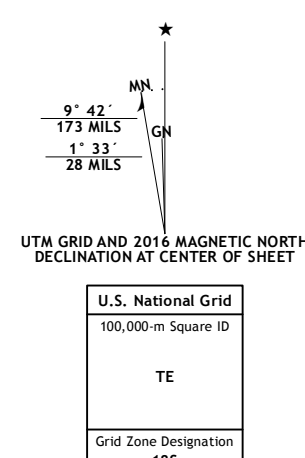 ★
MN
9° 42´
173 MILS
GN
1° 33´
28 MILS
UTM GRID AND 2016 MAGNETIC NORTH
DECLINATION AT CENTER OF SHEET
U.S. National Grid
100,000-m Square ID
TE
Grid Zone Designation